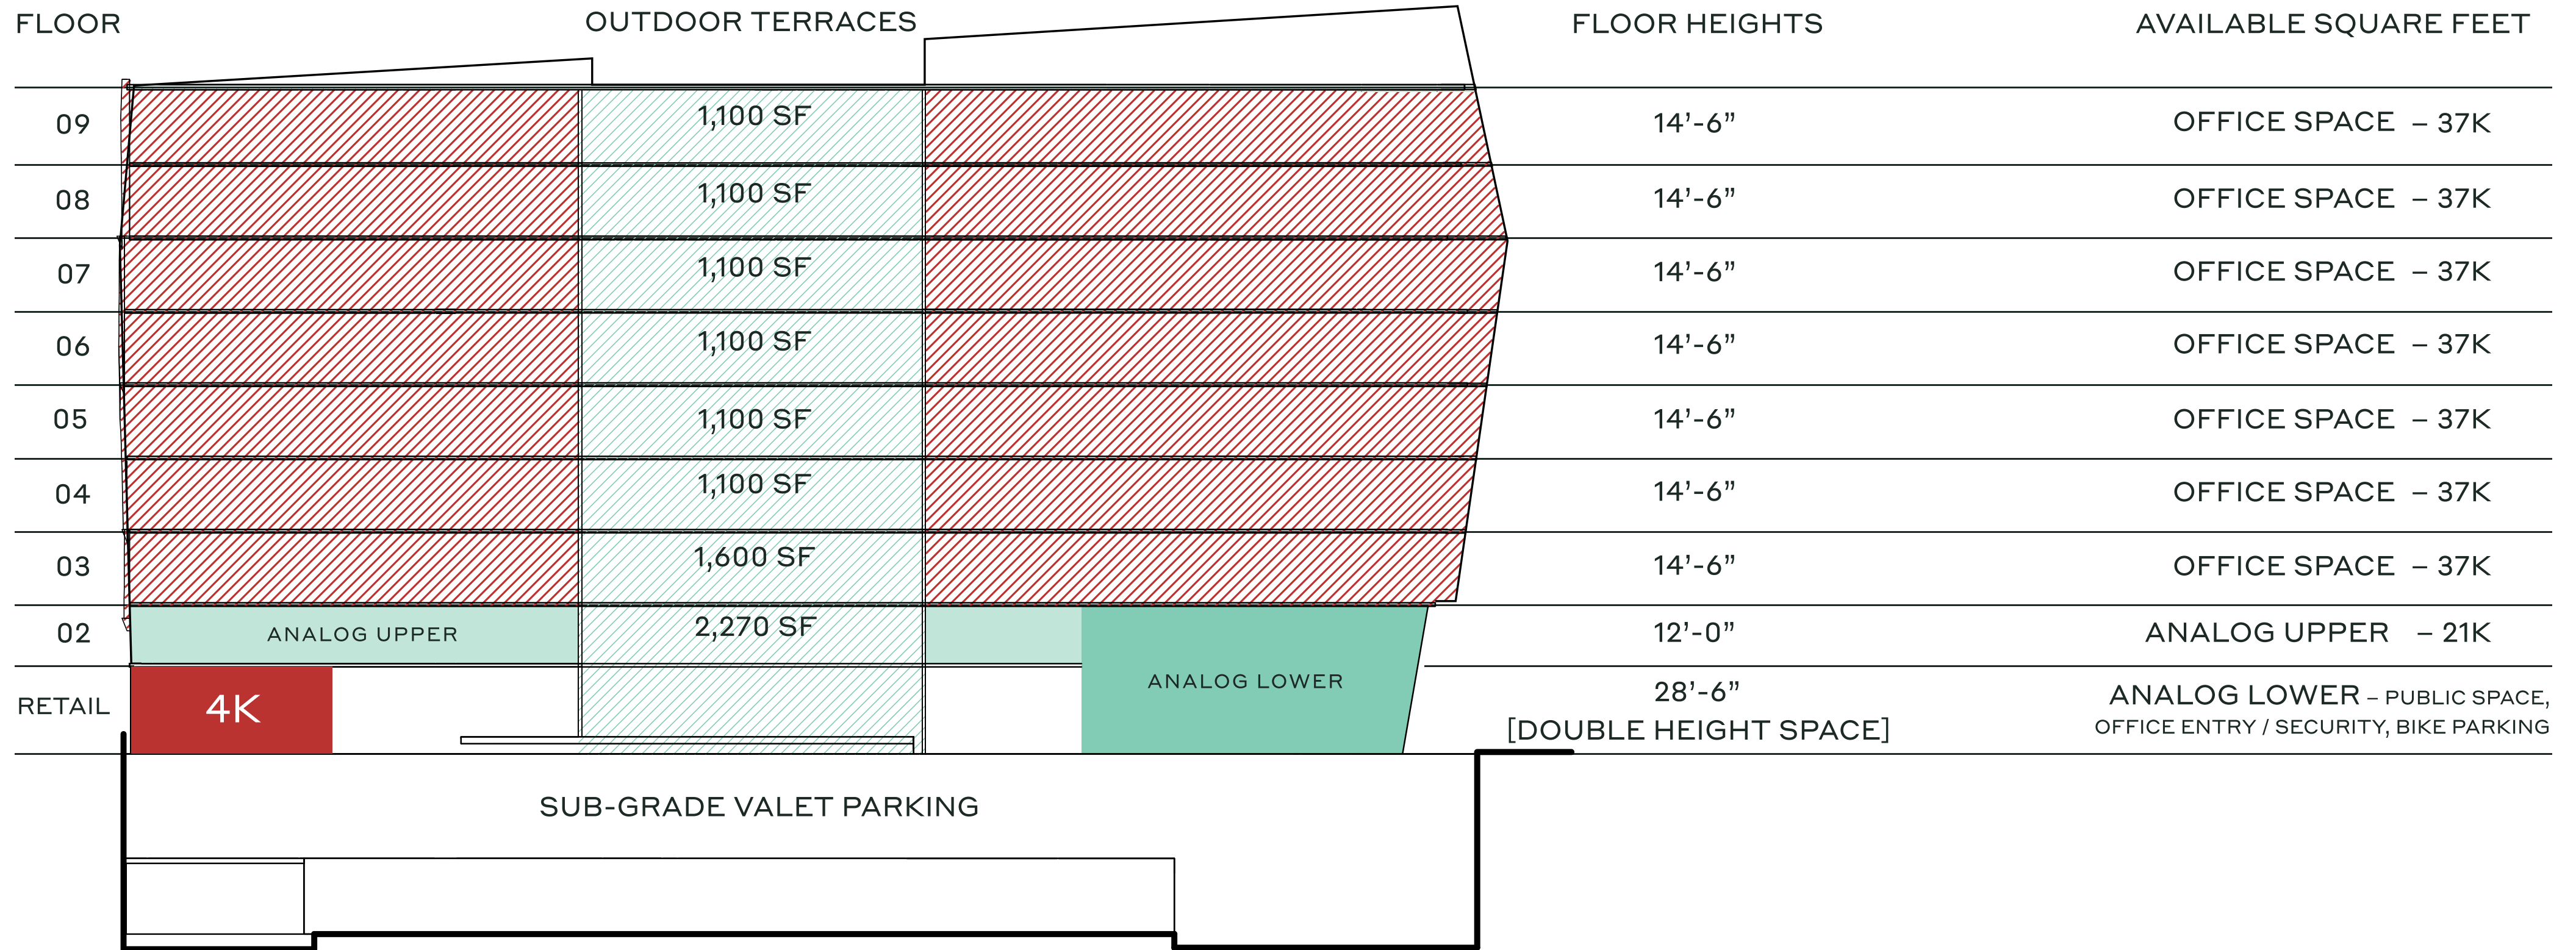 FLOOR OUTDOOR TERRACES FLOOR HEIGHTS AVAILABLE SQUARE FEET
09 1,100 SF 14’-6” OFFICE SPACE – 37K
08 1,100 SF 14’-6” OFFICE SPACE – 37K
07 1,100 SF 14’-6” OFFICE SPACE – 37K
06 1,100 SF 14’-6” OFFICE SPACE – 37K
05 1,100 SF 14’-6” OFFICE SPACE – 37K
04 1,100 SF 14’-6” OFFICE SPACE – 37K
03 1,600 SF 14’-6” OFFICE SPACE – 37K
02 ANALOG UPPER 2,270 SF 12’-0” ANALOG UPPER – 21K
RETAIL 4K ANALOG LOWER 28’-6” ANALOG LOWER – PUBLIC SPACE,
[DOUBLE HEIGHT SPACE] OFFICE ENTRY / SECURITY, BIKE PARKING
SUB-GRADE VALET PARKING